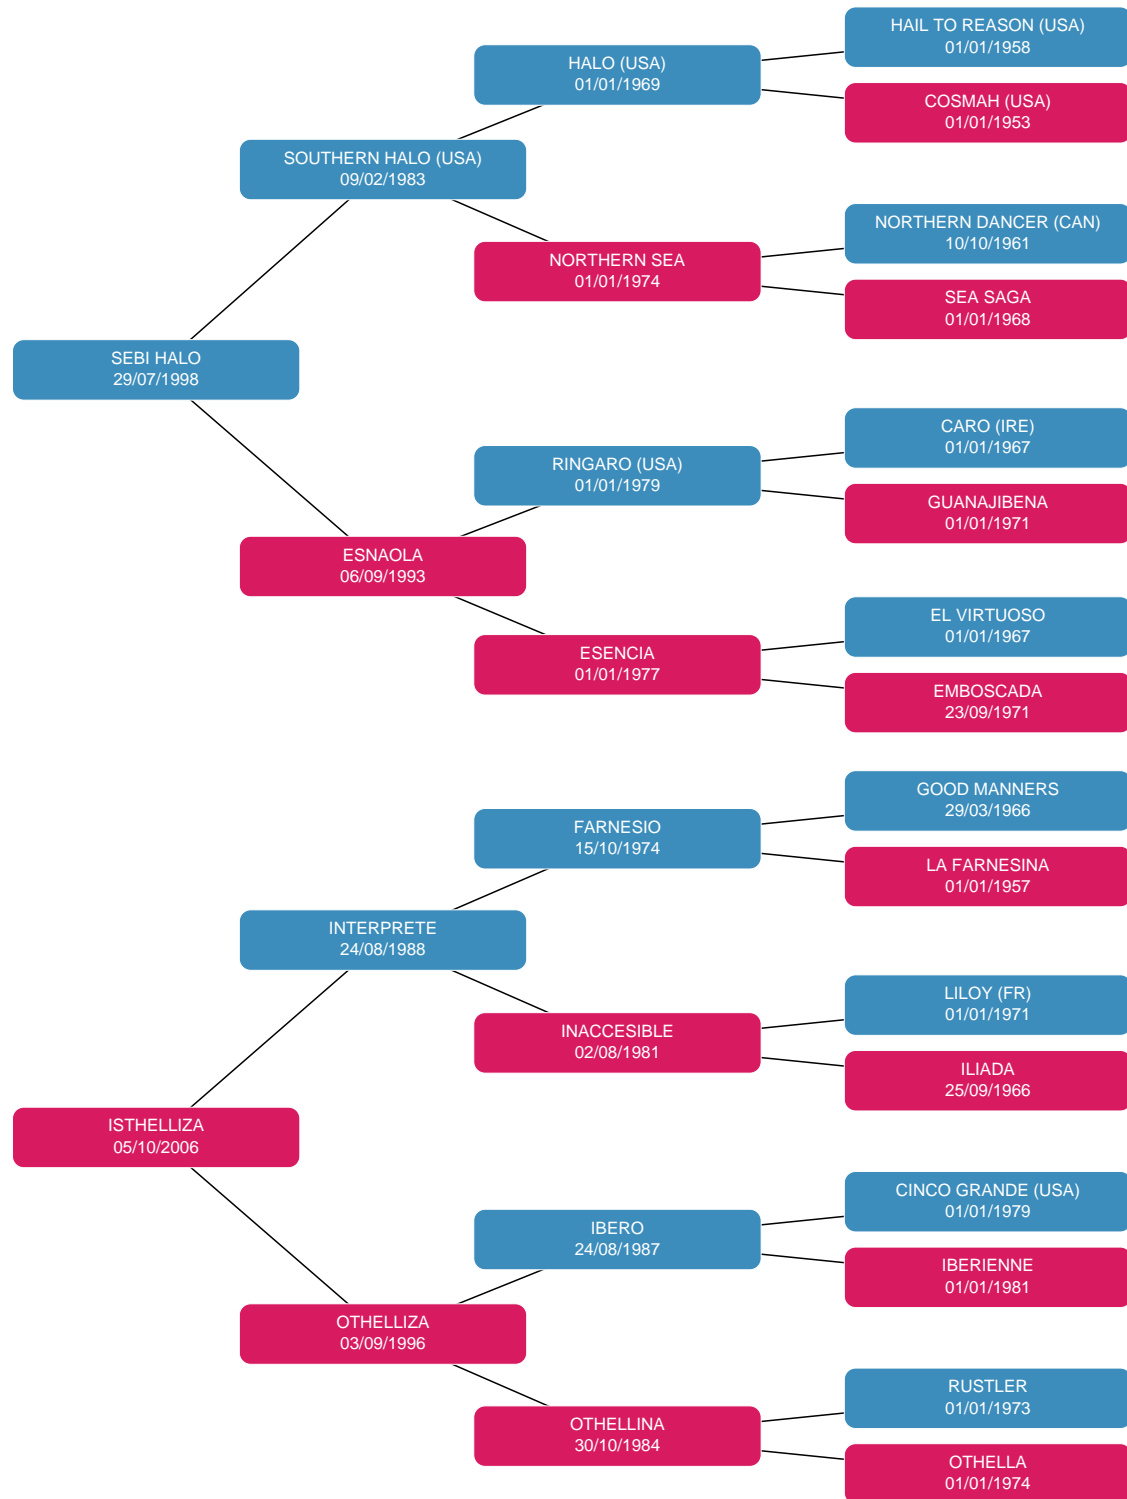 HAIL TO REASON (USA)
01/01/1958
HALO (USA)
01/01/1969
COSMAH (USA)
01/01/1953
SOUTHERN HALO (USA)
09/02/1983
NORTHERN DANCER (CAN)
10/10/1961
NORTHERN SEA
01/01/1974
SEA SAGA
01/01/1968
SEBI HALO
29/07/1998
CARO (IRE)
01/01/1967
RINGARO (USA)
01/01/1979
GUANAJIBENA
01/01/1971
ESNAOLA
06/09/1993
EL VIRTUOSO
01/01/1967
ESENCIA
01/01/1977
EMBOSCADA
23/09/1971
GOOD MANNERS
29/03/1966
FARNESIO
15/10/1974
LA FARNESINA
01/01/1957
INTERPRETE
24/08/1988
LILOY (FR)
01/01/1971
INACCESIBLE
02/08/1981
ILIADA
25/09/1966
ISTHELLIZA
05/10/2006
CINCO GRANDE (USA)
01/01/1979
IBERO
24/08/1987
IBERIENNE
01/01/1981
OTHELLIZA
03/09/1996
RUSTLER
01/01/1973
OTHELLINA
30/10/1984
OTHELLA
01/01/1974